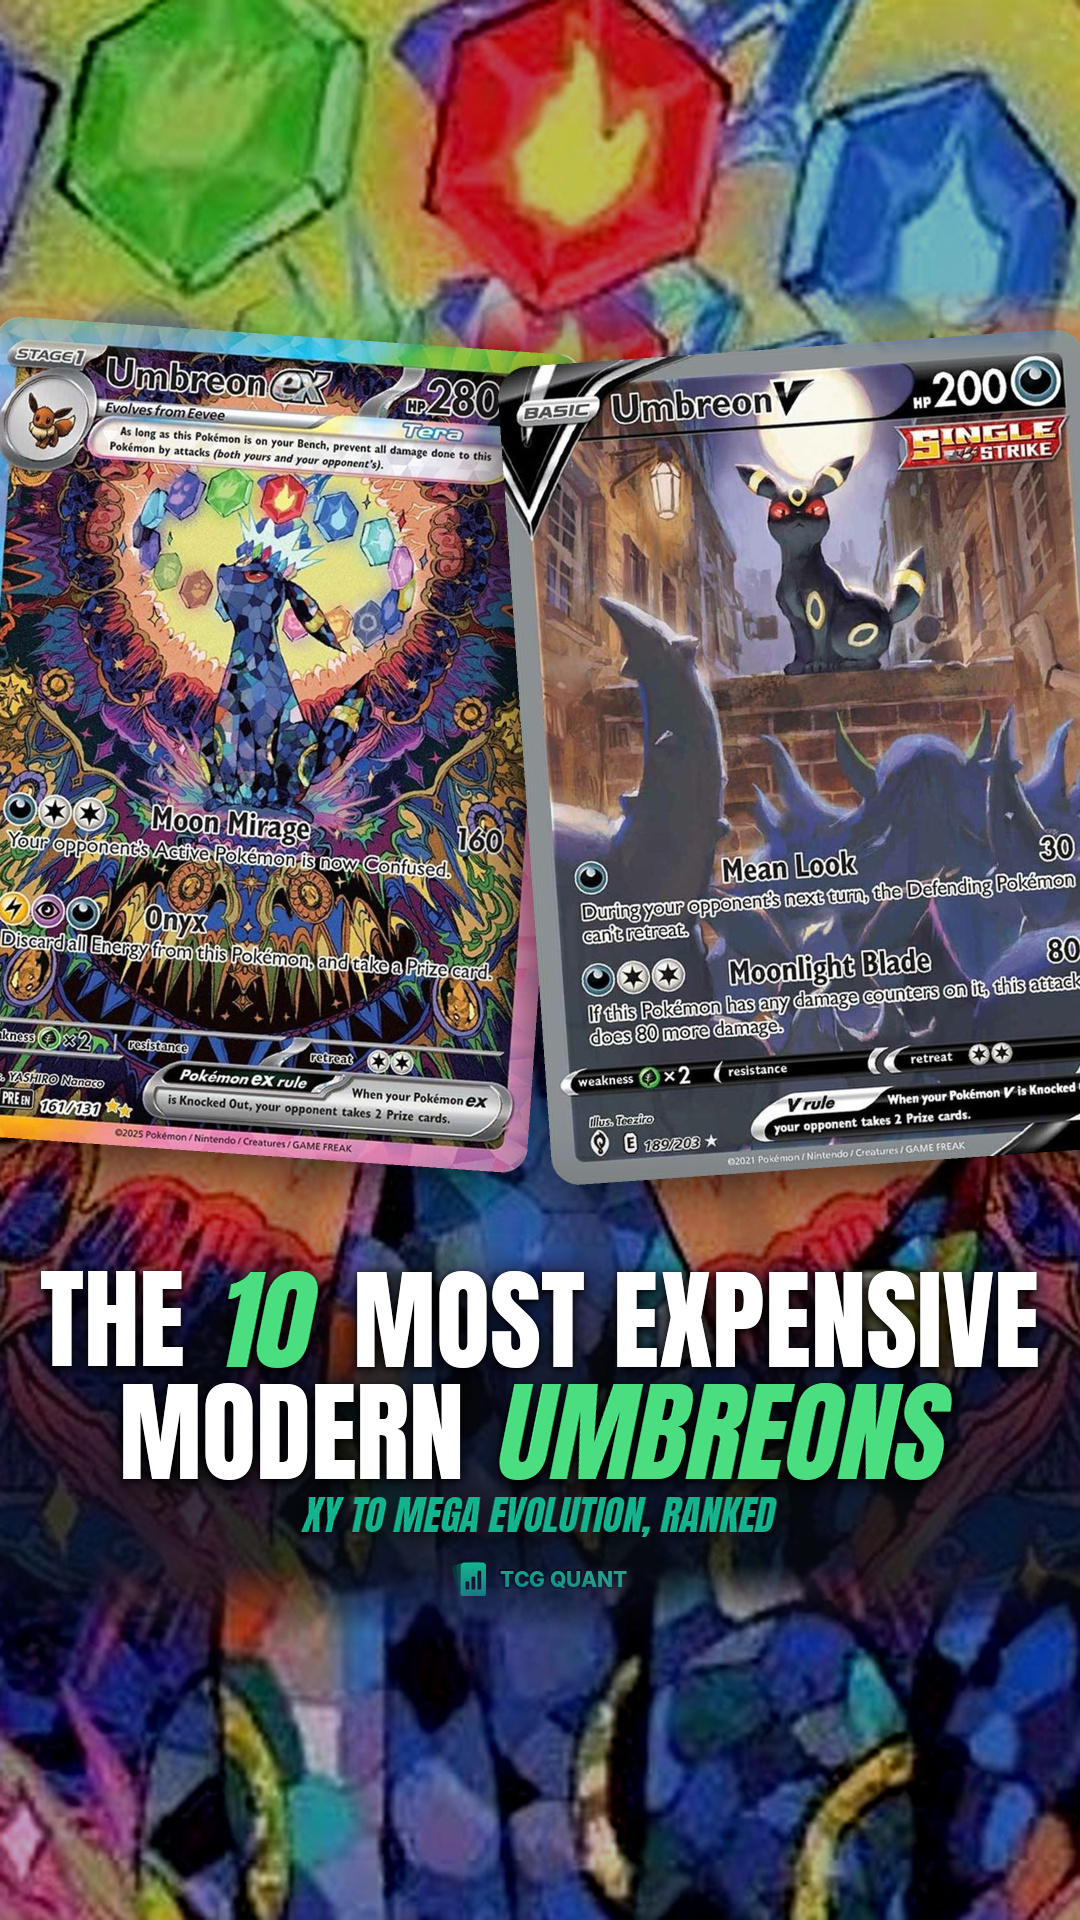 STAGE1
Umbreon ex
HP 280
Evolves from Eevee
Tera
As long as this Pokémon is on your Bench, prevent all damage done to this
Pokémon by attacks (both yours and your opponent's).
Moon Mirage
160
Your opponent's Active Pokémon is now Confused.
Onyx
Discard all Energy from this Pokémon, and take a Prize card.
kness ×2
resistance
retreat
s. YASHIRO Nanaco
PRE EN
161/131
Pokémon ex rule
When your Pokémon ex
is Knocked Out, your opponent takes 2 Prize cards.
©2025 Pokémon / Nintendo / Creatures / GAME FREAK
BASIC
Umbreon V
HP 200
SINGLE
STRIKE
Mean Look
30
During your opponent's next turn, the Defending Pokémon
can't retreat.
Moonlight Blade
80
If this Pokémon has any damage counters on it, this attack
does 80 more damage.
weakness ×2
resistance
retreat
Illus. Teeziro
E
189/203
V rule
When your Pokémon V is Knocked
your opponent takes 2 Prize cards.
©2021 Pokémon / Nintendo / Creatures / GAME FREAK
THE 10 MOST EXPENSIVE
MODERN UMBREONS
XY TO MEGA EVOLUTION, RANKED
TCG QUANT